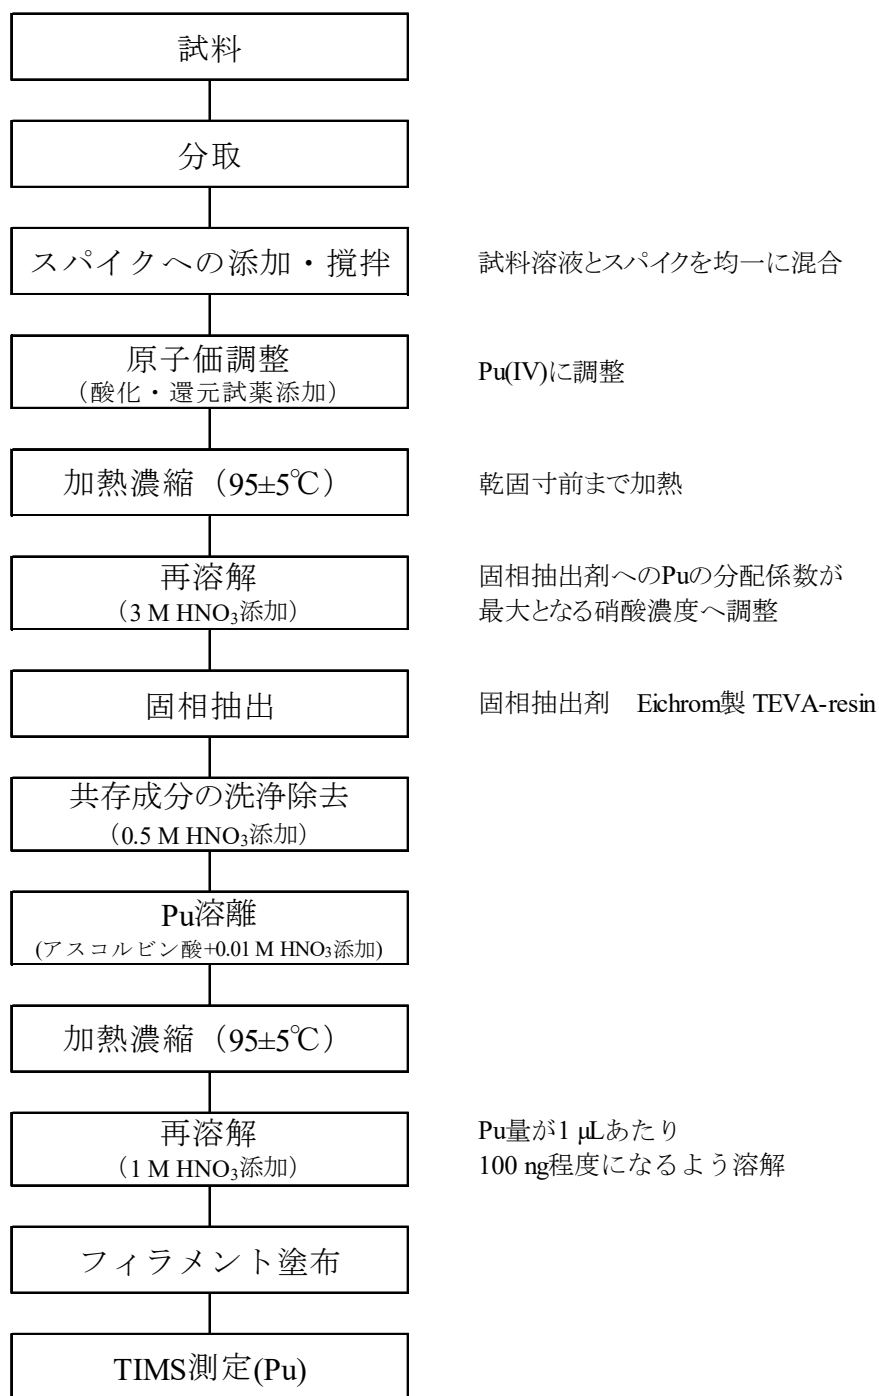 試料
分取
スパイクへの添加・撹拌
試料溶液とスパイクを均一に混合
原子価調整
（酸化・還元試薬添加）
Pu(IV)に調整
加熱濃縮（95±5℃）
乾固寸前まで加熱
再溶解
（3 M HNO₃添加）
固相抽出剤へのPuの分配係数が
最大となる硝酸濃度へ調整
固相抽出
固相抽出剤　Eichrom製 TEVA-resin
共存成分の洗浄除去
（0.5 M HNO₃添加）
Pu溶離
(アスコルビン酸+0.01 M HNO₃添加)
加熱濃縮（95±5℃）
再溶解
（1 M HNO₃添加）
Pu量が1 μLあたり
100 ng程度になるよう溶解
フィラメント塗布
TIMS測定(Pu)